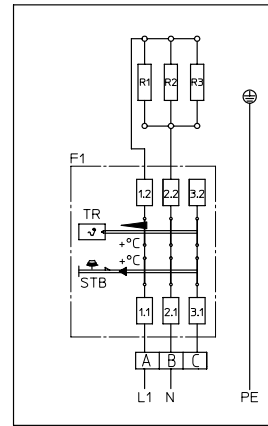 R1 R2 R3
F1
1.2 2.2 3.2
TR
ϑ
+°C
+°C
STB
1.1 2.1 3.1
A B C
L1 N PE